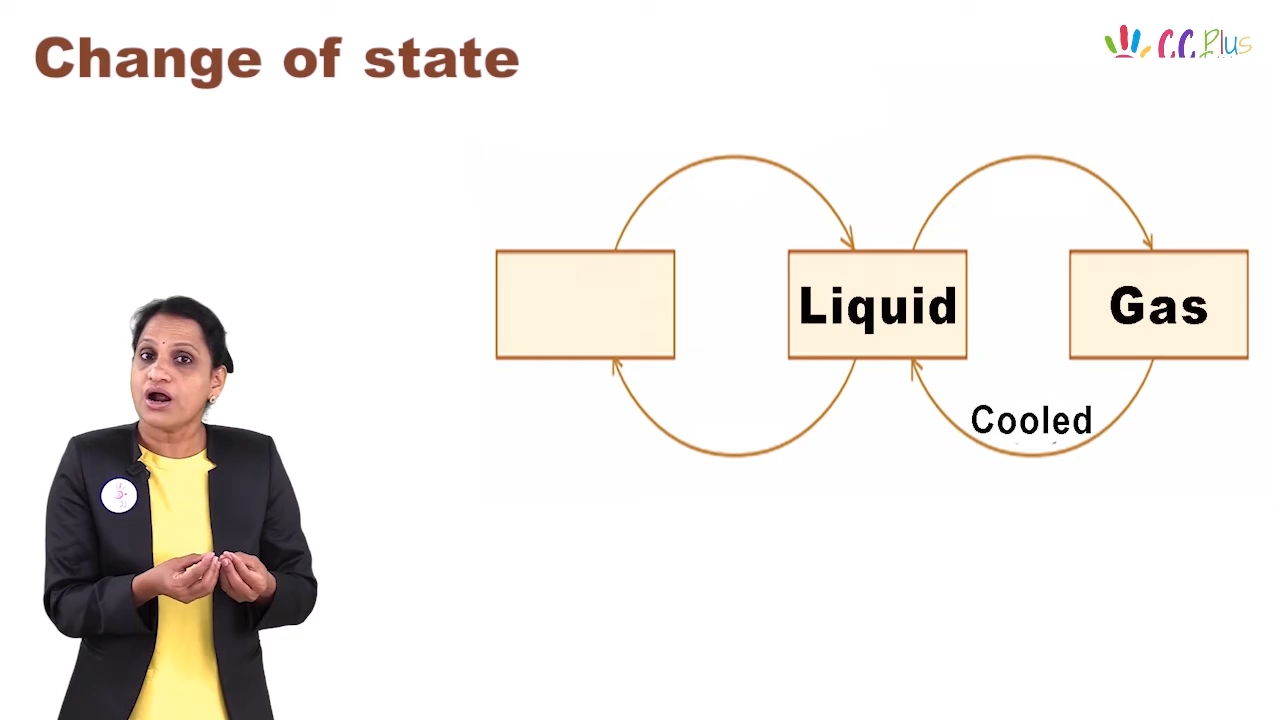 Change of state
CC Plus
Liquid
Gas
Cooled